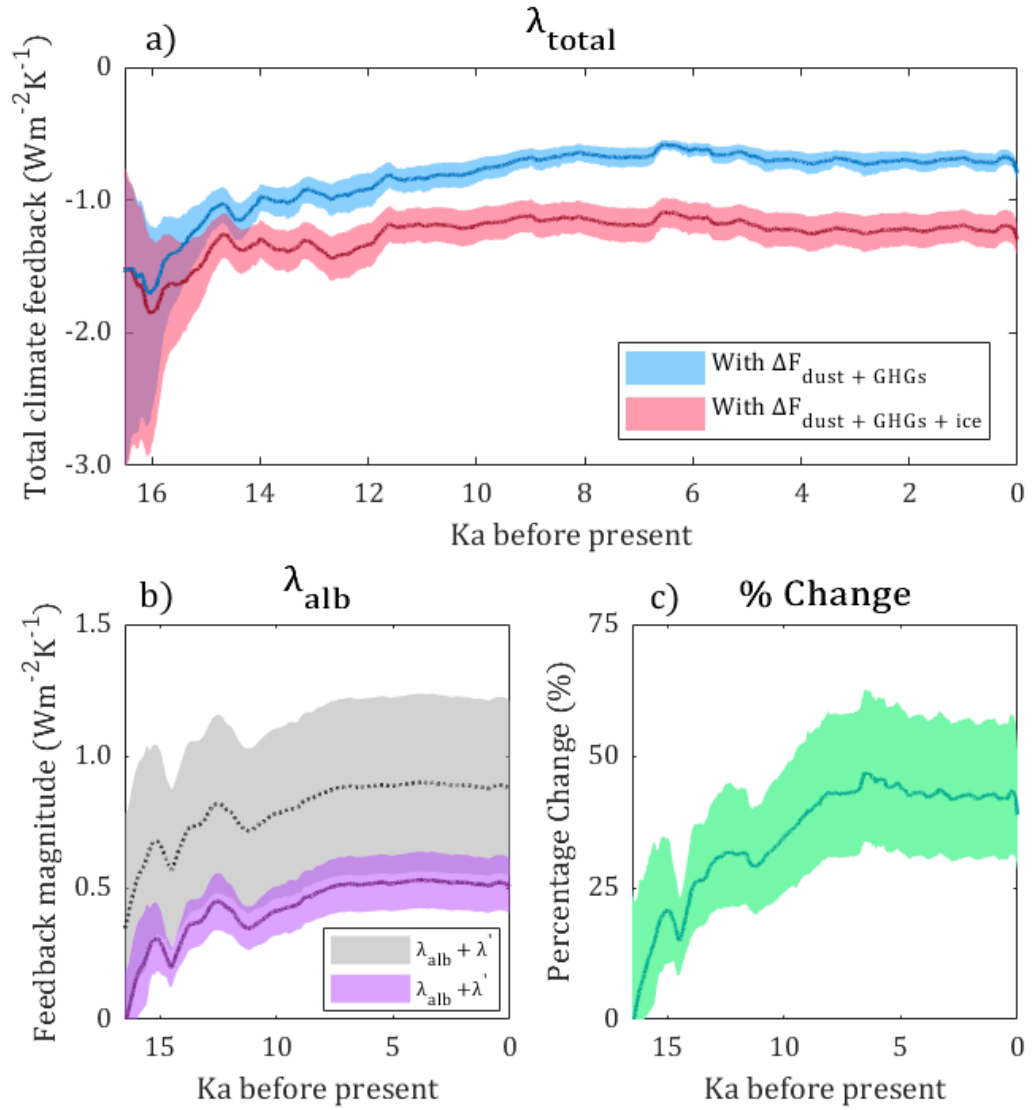 a)
λtotal
Total climate feedback (Wm-2K-1)
0
-1.0
-2.0
-3.0
With ΔFdust + GHGs
With ΔFdust + GHGs + ice
16 14 12 10 8 6 4 2 0
Ka before present
b)
λalb
Feedback magnitude (Wm-2K-1)
1.5
1.0
0.5
0
λalb + λ'
λalb +λ'
15 10 5 0
Ka before present
c)
% Change
Percentage Change (%)
75
50
25
0
15 10 5 0
Ka before present